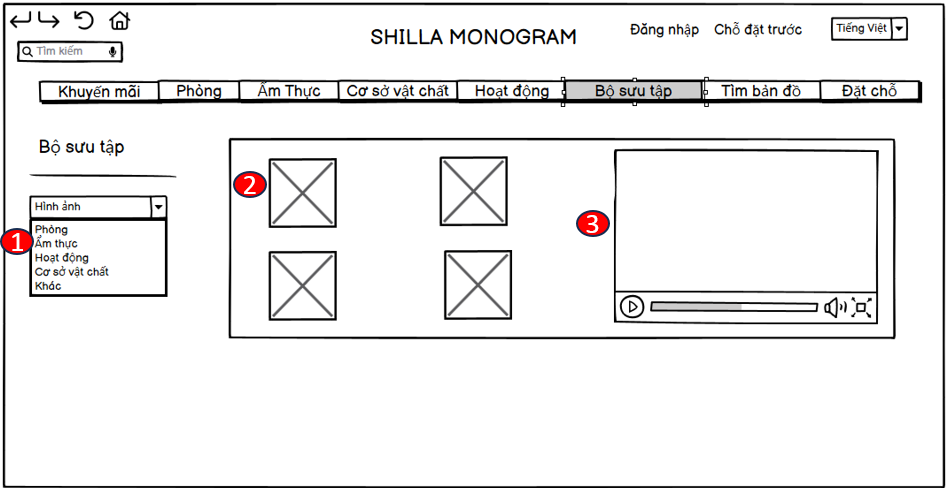 SHILLA MONOGRAM
Đăng nhập
Chỗ đặt trước
Tiếng Việt
Tìm kiếm
Khuyến mãi
Phòng
Ẩm Thực
Cơ sở vật chất
Hoạt động
Bộ sưu tập
Tìm bản đồ
Đặt chỗ
Bộ sưu tập
Hình ảnh
Phòng
Ẩm thực
Hoạt động
Cơ sở vật chất
Khác
1
2
3